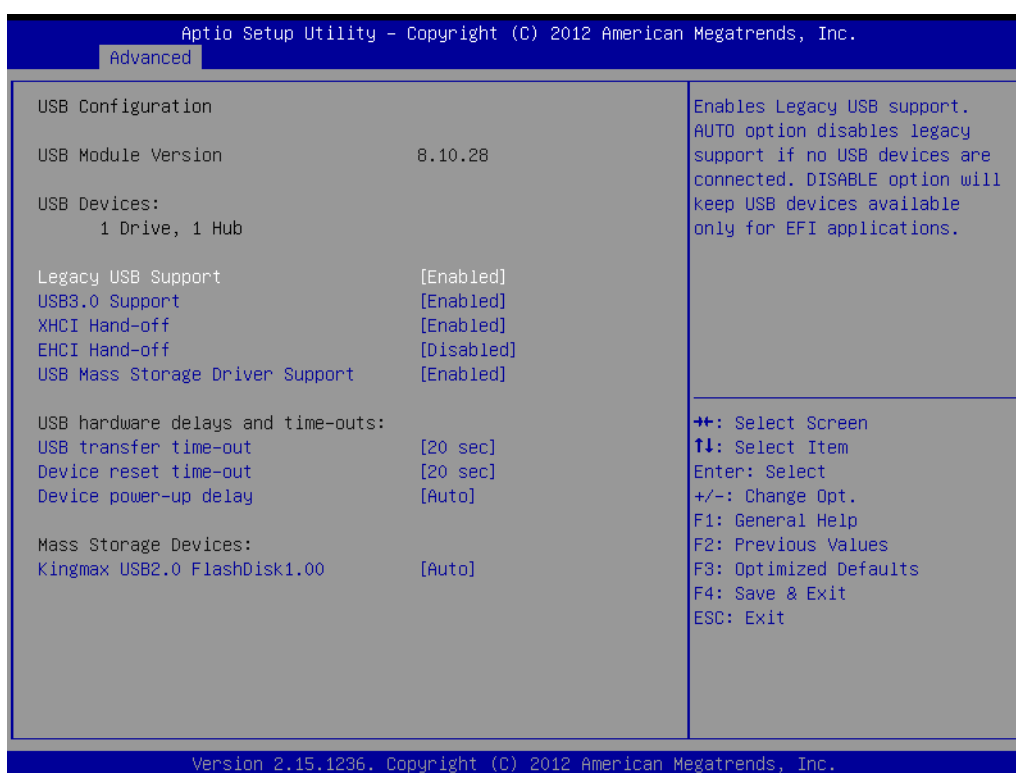 Aptio Setup Utility – Copyright (C) 2012 American Megatrends, Inc.
Advanced
USB Configuration
USB Module Version 8.10.28
USB Devices:
1 Drive, 1 Hub
Legacy USB Support [Enabled]
USB3.0 Support [Enabled]
XHCI Hand-off [Enabled]
EHCI Hand-off [Disabled]
USB Mass Storage Driver Support [Enabled]
USB hardware delays and time-outs:
USB transfer time-out [20 sec]
Device reset time-out [20 sec]
Device power-up delay [Auto]
Mass Storage Devices:
Kingmax USB2.0 FlashDisk1.00 [Auto]
Enables Legacy USB support.
AUTO option disables legacy
support if no USB devices are
connected. DISABLE option will
keep USB devices available
only for EFI applications.
→←: Select Screen
↑↓: Select Item
Enter: Select
+/-: Change Opt.
F1: General Help
F2: Previous Values
F3: Optimized Defaults
F4: Save & Exit
ESC: Exit
Version 2.15.1236. Copyright (C) 2012 American Megatrends, Inc.